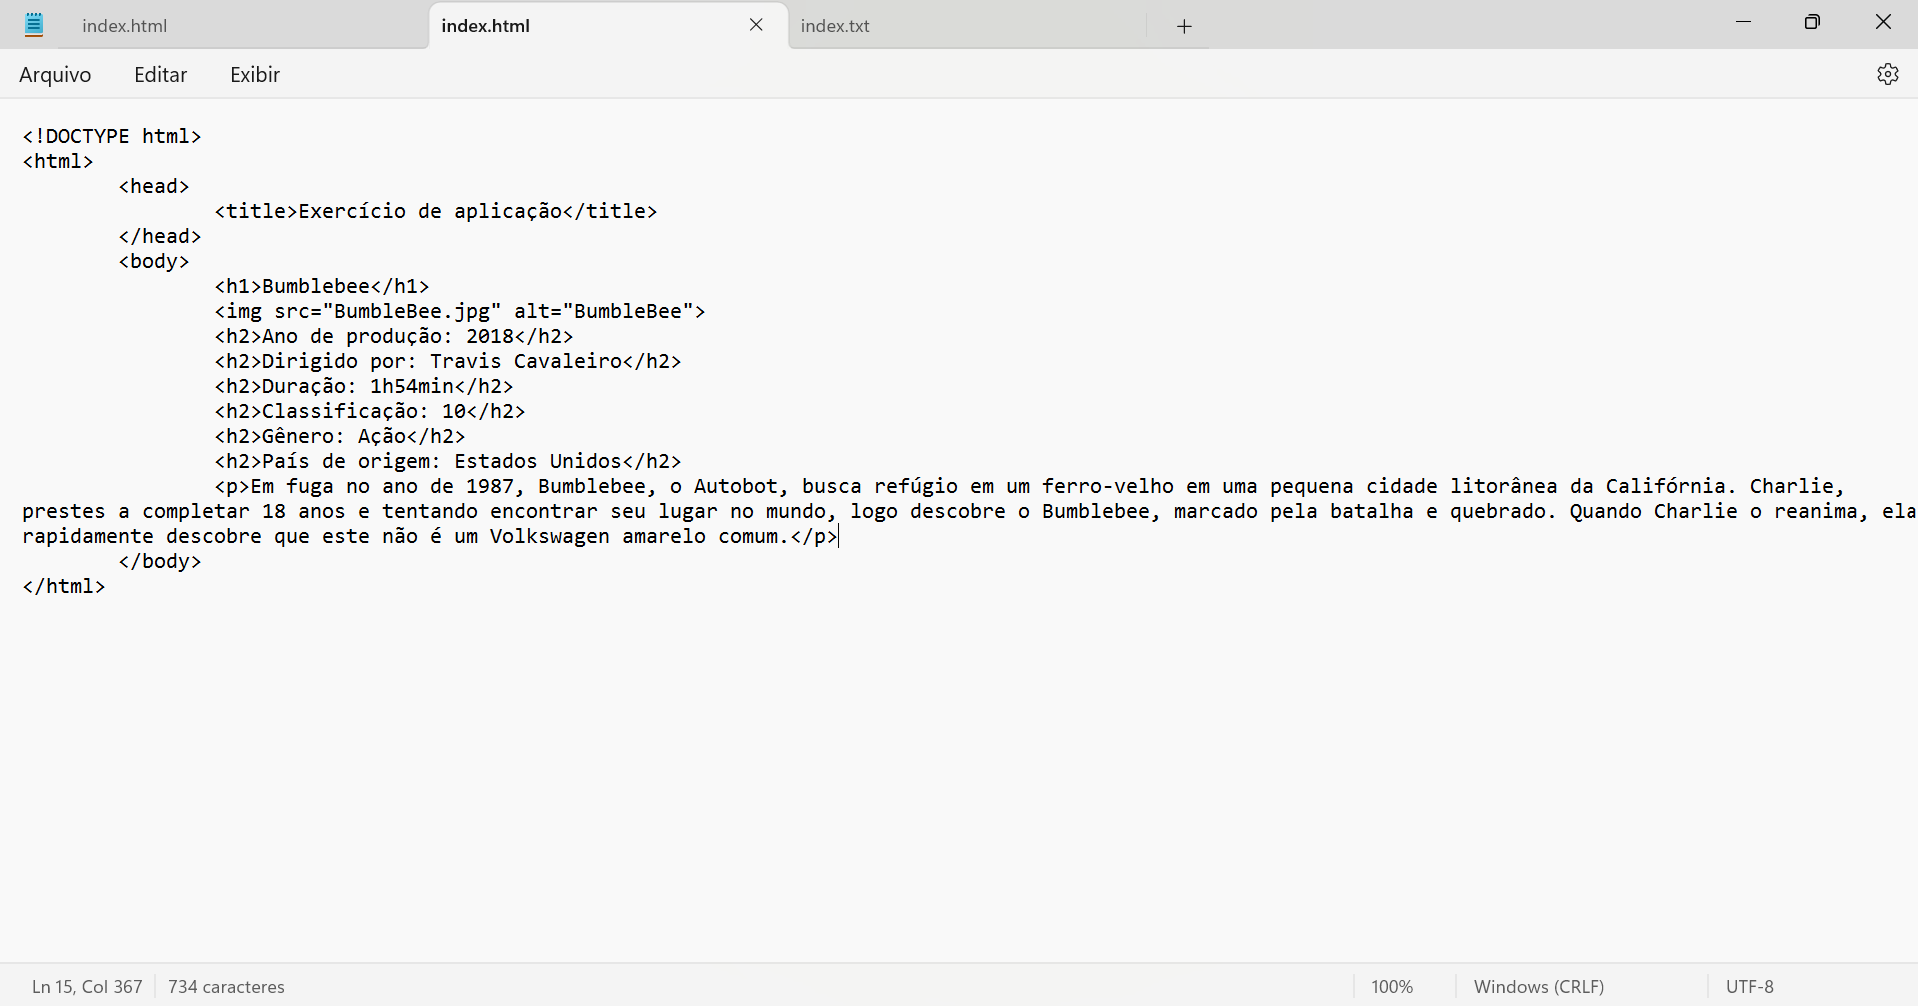 index.html
index.html
index.txt
Arquivo Editar Exibir
<!DOCTYPE html>
<html>
<head>
<title>Exercício de aplicação</title>
</head>
<body>
<h1>Bumblebee</h1>
<img src="BumbleBee.jpg" alt="BumbleBee">
<h2>Ano de produção: 2018</h2>
<h2>Dirigido por: Travis Cavaleiro</h2>
<h2>Duração: 1h54min</h2>
<h2>Classificação: 10</h2>
<h2>Gênero: Ação</h2>
<h2>País de origem: Estados Unidos</h2>
<p>Em fuga no ano de 1987, Bumblebee, o Autobot, busca refúgio em um ferro-velho em uma pequena cidade litorânea da Califórnia. Charlie,
prestes a completar 18 anos e tentando encontrar seu lugar no mundo, logo descobre o Bumblebee, marcado pela batalha e quebrado. Quando Charlie o reanima, ela
rapidamente descobre que este não é um Volkswagen amarelo comum.</p>
</body>
</html>
Ln 15, Col 367 734 caracteres 100% Windows (CRLF) UTF-8